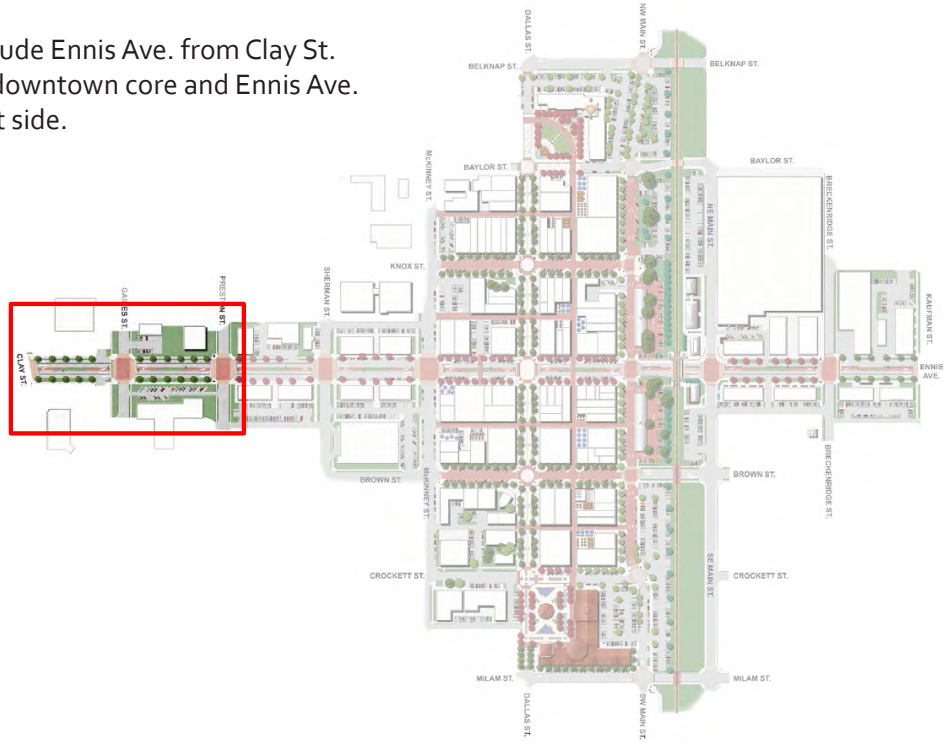 ude Ennis Ave. from Clay St.
downtown core and Ennis Ave.
t side.
DALLAS ST.
NW MAIN ST.
BELKNAP ST.
BELKNAP ST.
McKINNEY ST.
BAYLOR ST.
BAYLOR ST.
NE MAIN ST.
BRECKENRIDGE ST.
KNOX ST.
SHERMAN ST.
PRESTON ST.
GAINES ST.
KAUFMAN ST.
CLAY ST.
ENNIS
AVE.
BROWN ST.
McKINNEY ST.
BROWN ST.
BRECKENRIDGE ST.
CROCKETT ST.
SE MAIN ST.
CROCKETT ST.
MILAM ST.
MILAM ST.
DALLAS ST.
SW MAIN ST.